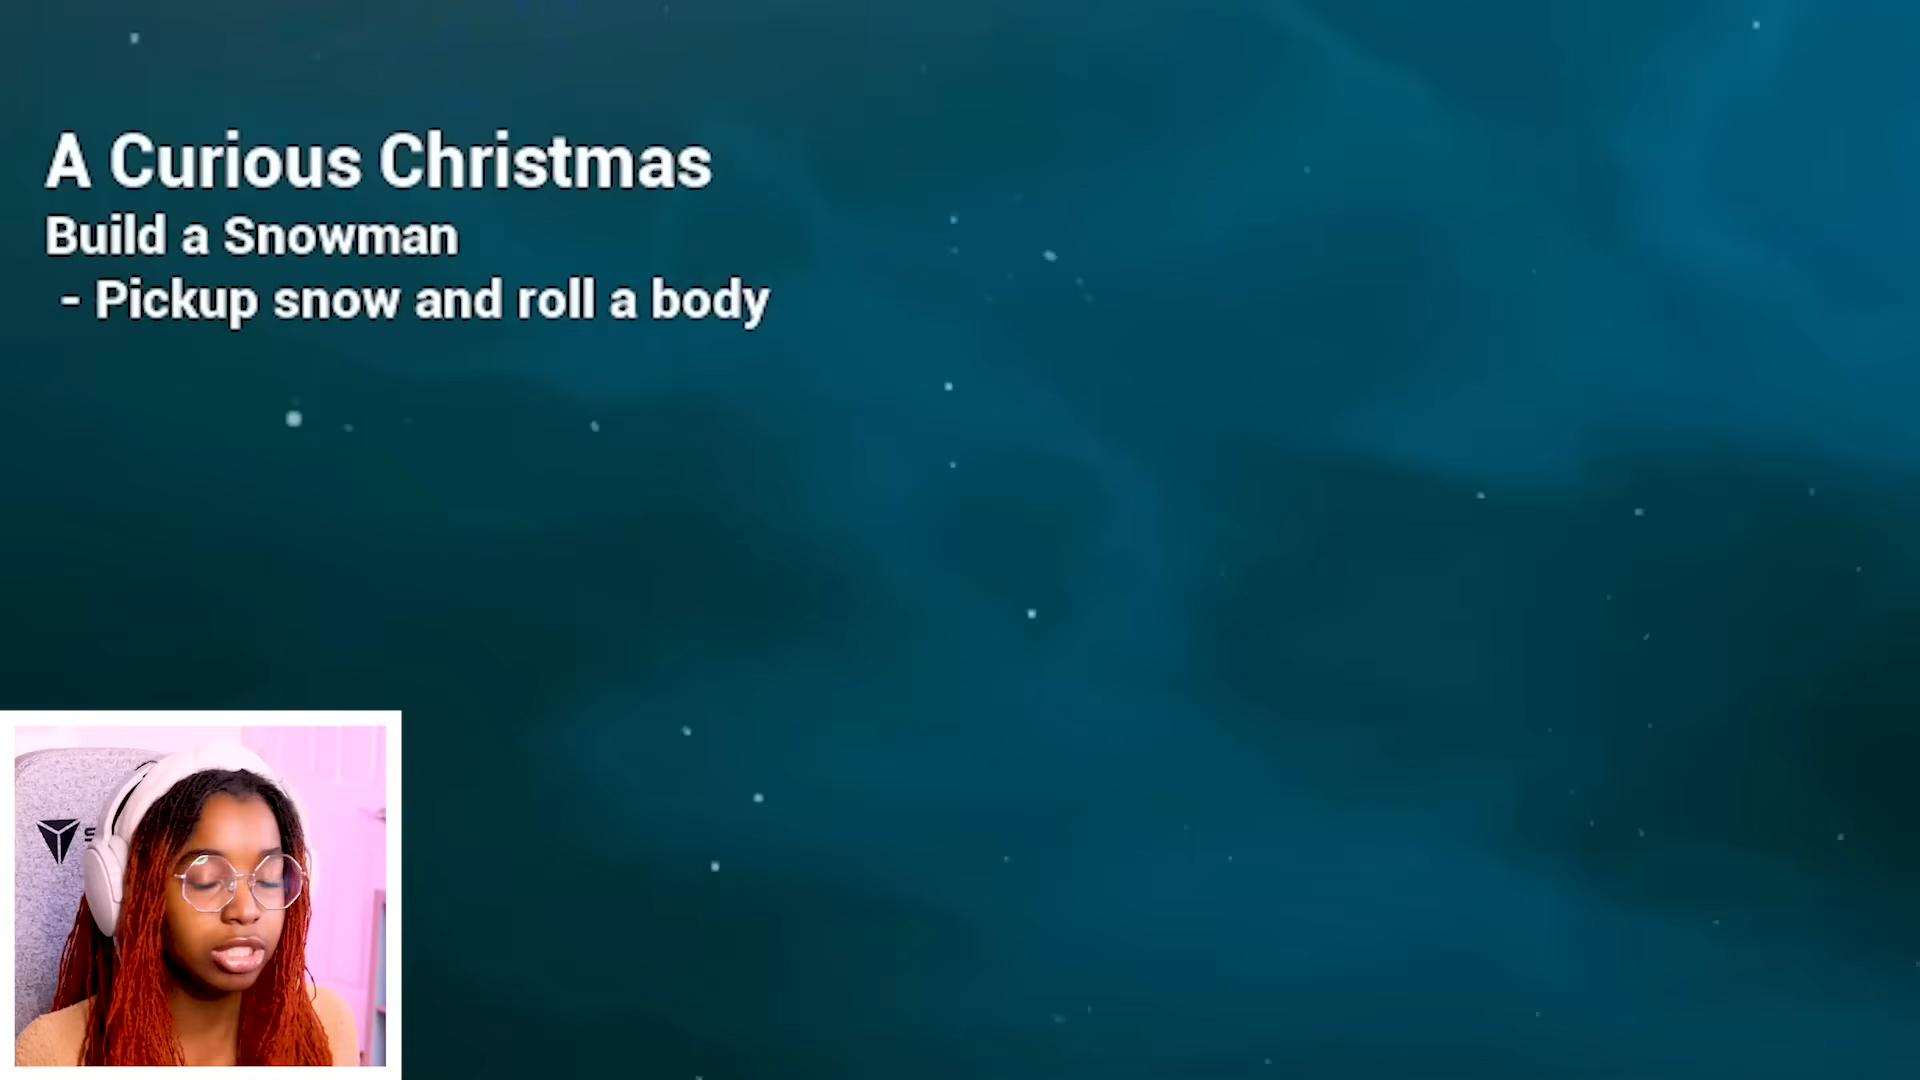 A Curious Christmas
Build a Snowman
- Pickup snow and roll a body
S